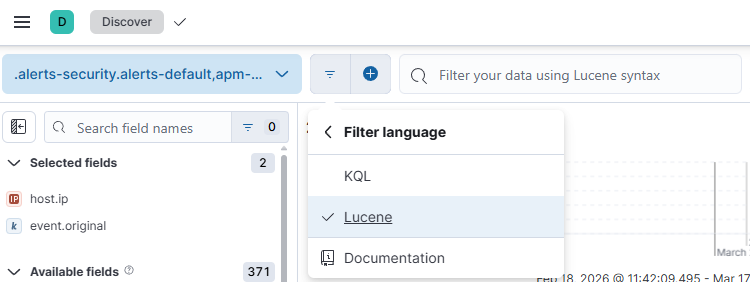 D Discover
.alerts-security.alerts-default,apm-...
Filter your data using Lucene syntax
Search field names 0
Filter language
Selected fields 2
KQL
IP host.ip
Lucene
k event.original
Documentation
March
Available fields 371
Feb 18, 2026 @ 11:42:09.495 - Mar 17